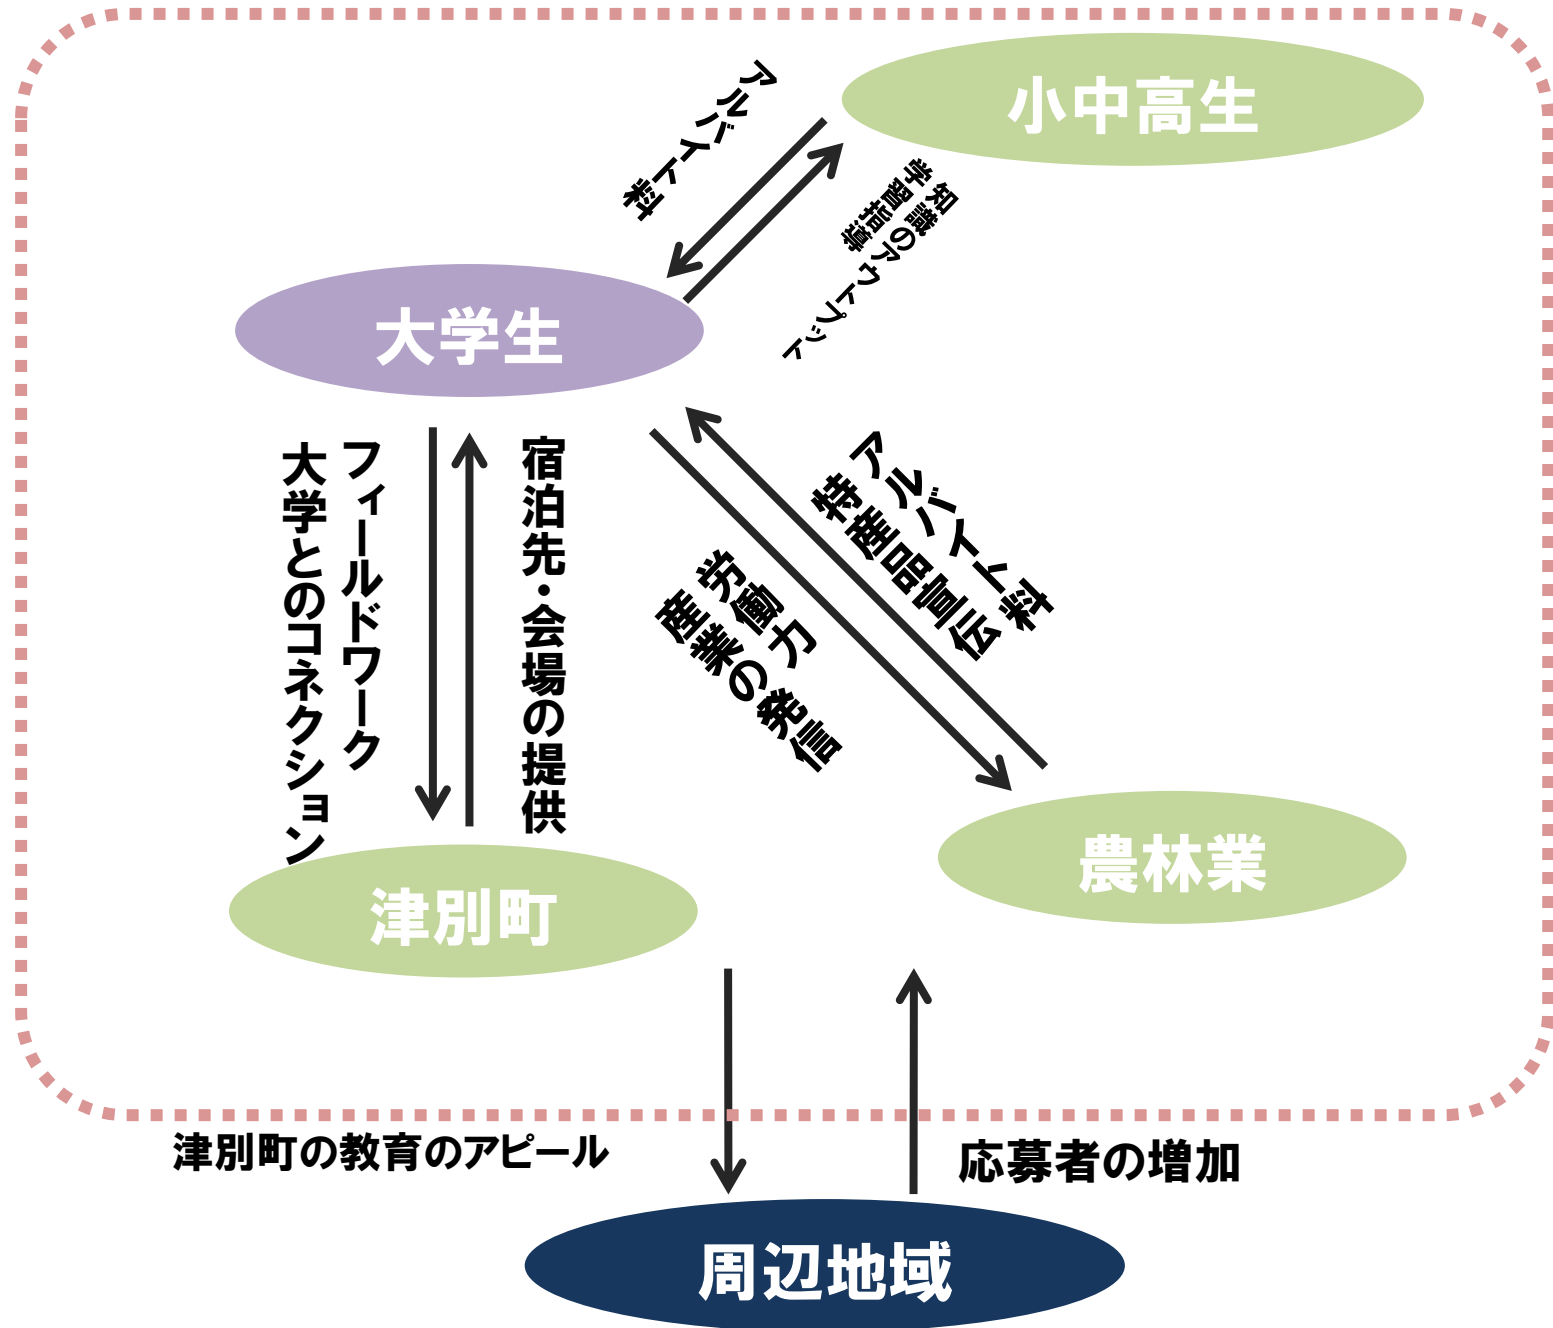 小中高生
アルバイト料
知識のアウトプット
学習指導
大学生
フィールドワーク
大学とのコネクション
宿泊先・会場の提供
アルバイト料
特産品宣伝
労働力
産業の発信
農林業
津別町
津別町の教育のアピール
応募者の増加
周辺地域